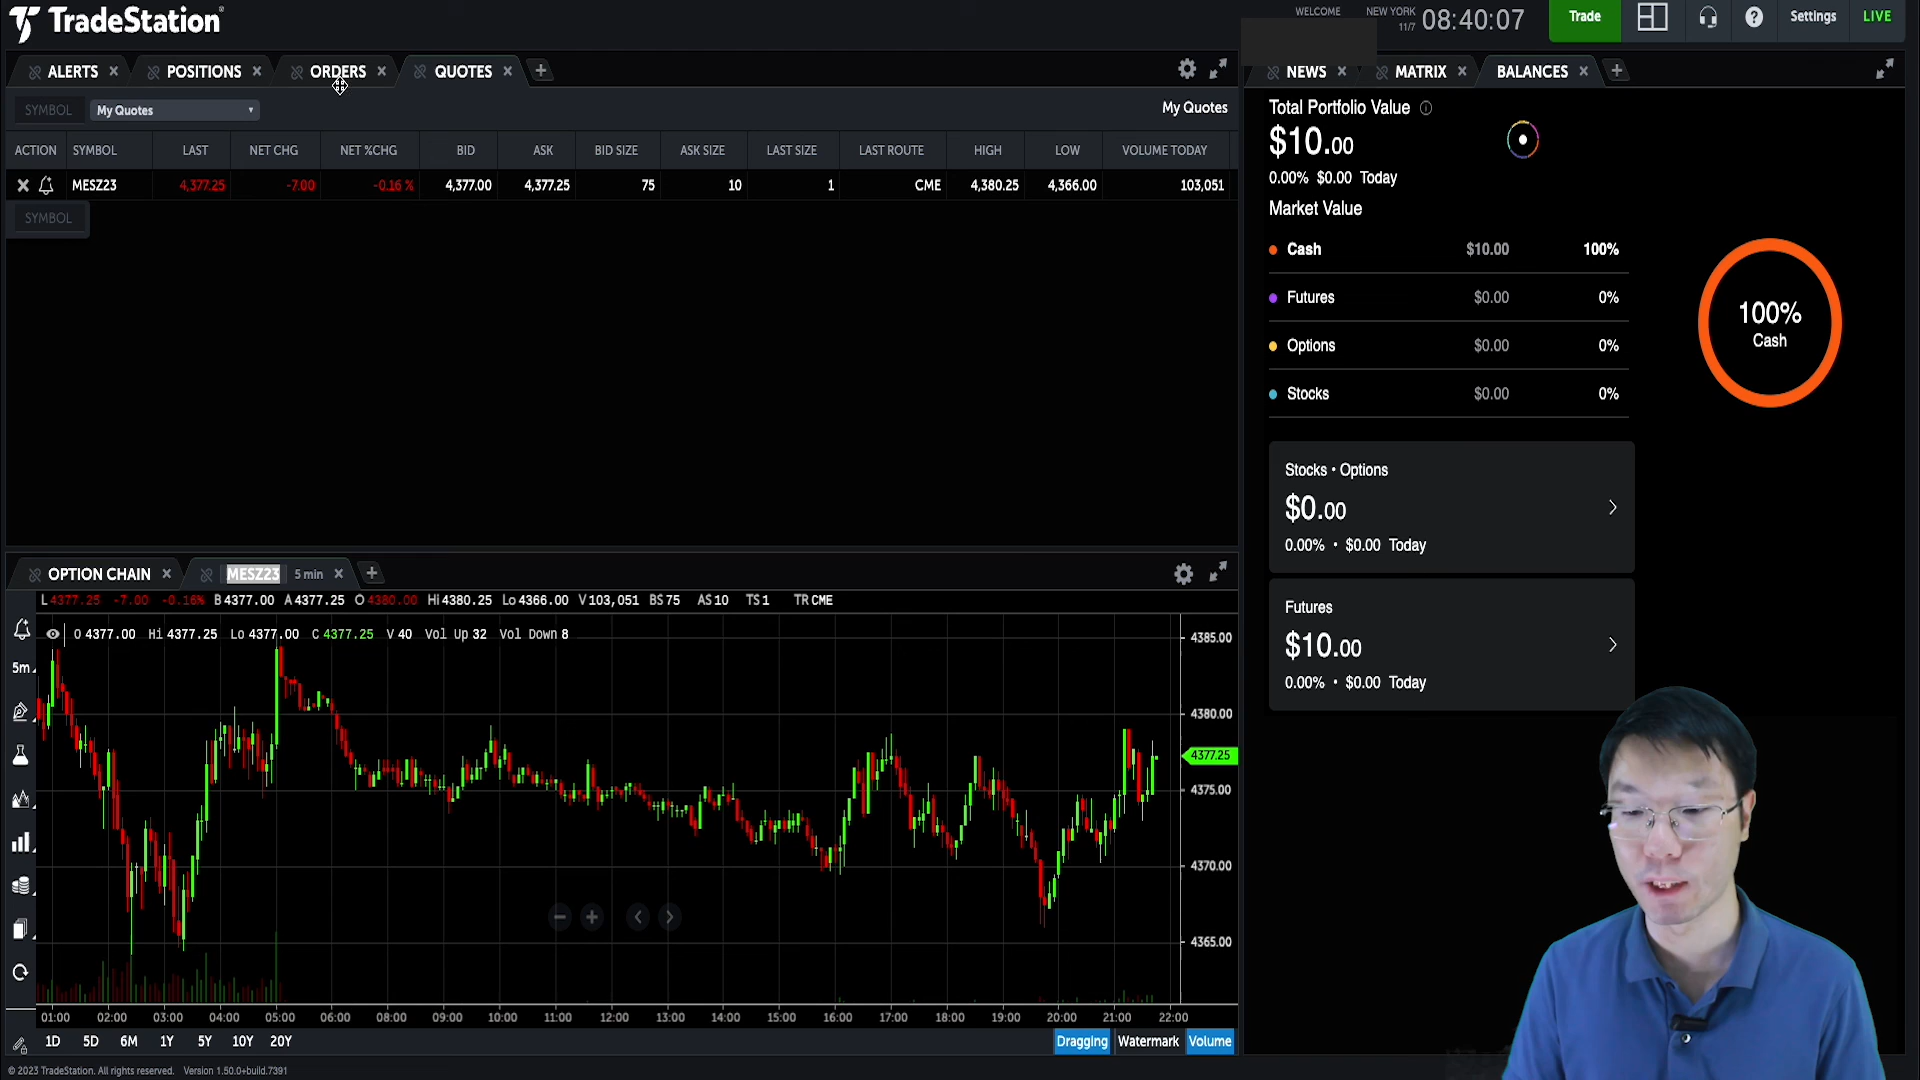 TradeStation
WELCOME
NEW YORK
11/7
08:40:07
Trade
Settings
LIVE
ALERTS
POSITIONS
ORDERS
QUOTES
SYMBOL
My Quotes
My Quotes
ACTION SYMBOL LAST NET CHG NET %CHG BID ASK BID SIZE ASK SIZE LAST SIZE LAST ROUTE HIGH LOW VOLUME TODAY
MESZ23 4,377.25 -7.00 -0.16 % 4,377.00 4,377.25 75 10 1 CME 4,380.25 4,366.00 103,051
SYMBOL
OPTION CHAIN
MESZ23 5 min
L 4377.25 -7.00 -0.16% B 4377.00 A 4377.25 O 4380.00 Hi 4380.25 Lo 4366.00 V 103,051 BS 75 AS 10 TS 1 TR CME
O 4377.00 Hi 4377.25 Lo 4377.00 C 4377.25 V 40 Vol Up 32 Vol Down 8
5m
4385.00
4380.00
4377.25
4375.00
4370.00
4365.00
01:00 02:00 03:00 04:00 05:00 06:00 07:00 08:00 09:00 10:00 11:00 12:00 13:00 14:00 15:00 16:00 17:00 18:00 19:00 20:00 21:00 22:00
1D 5D 6M 1Y 5Y 10Y 20Y
Dragging Watermark Volume
© 2023 TradeStation. All rights reserved. Version 1.50.0+build.7391
NEWS
MATRIX
BALANCES
Total Portfolio Value
$10.00
0.00% $0.00 Today
Market Value
Cash $10.00 100%
Futures $0.00 0%
Options $0.00 0%
Stocks $0.00 0%
100%
Cash
Stocks • Options
$0.00
0.00% • $0.00 Today
Futures
$10.00
0.00% • $0.00 Today